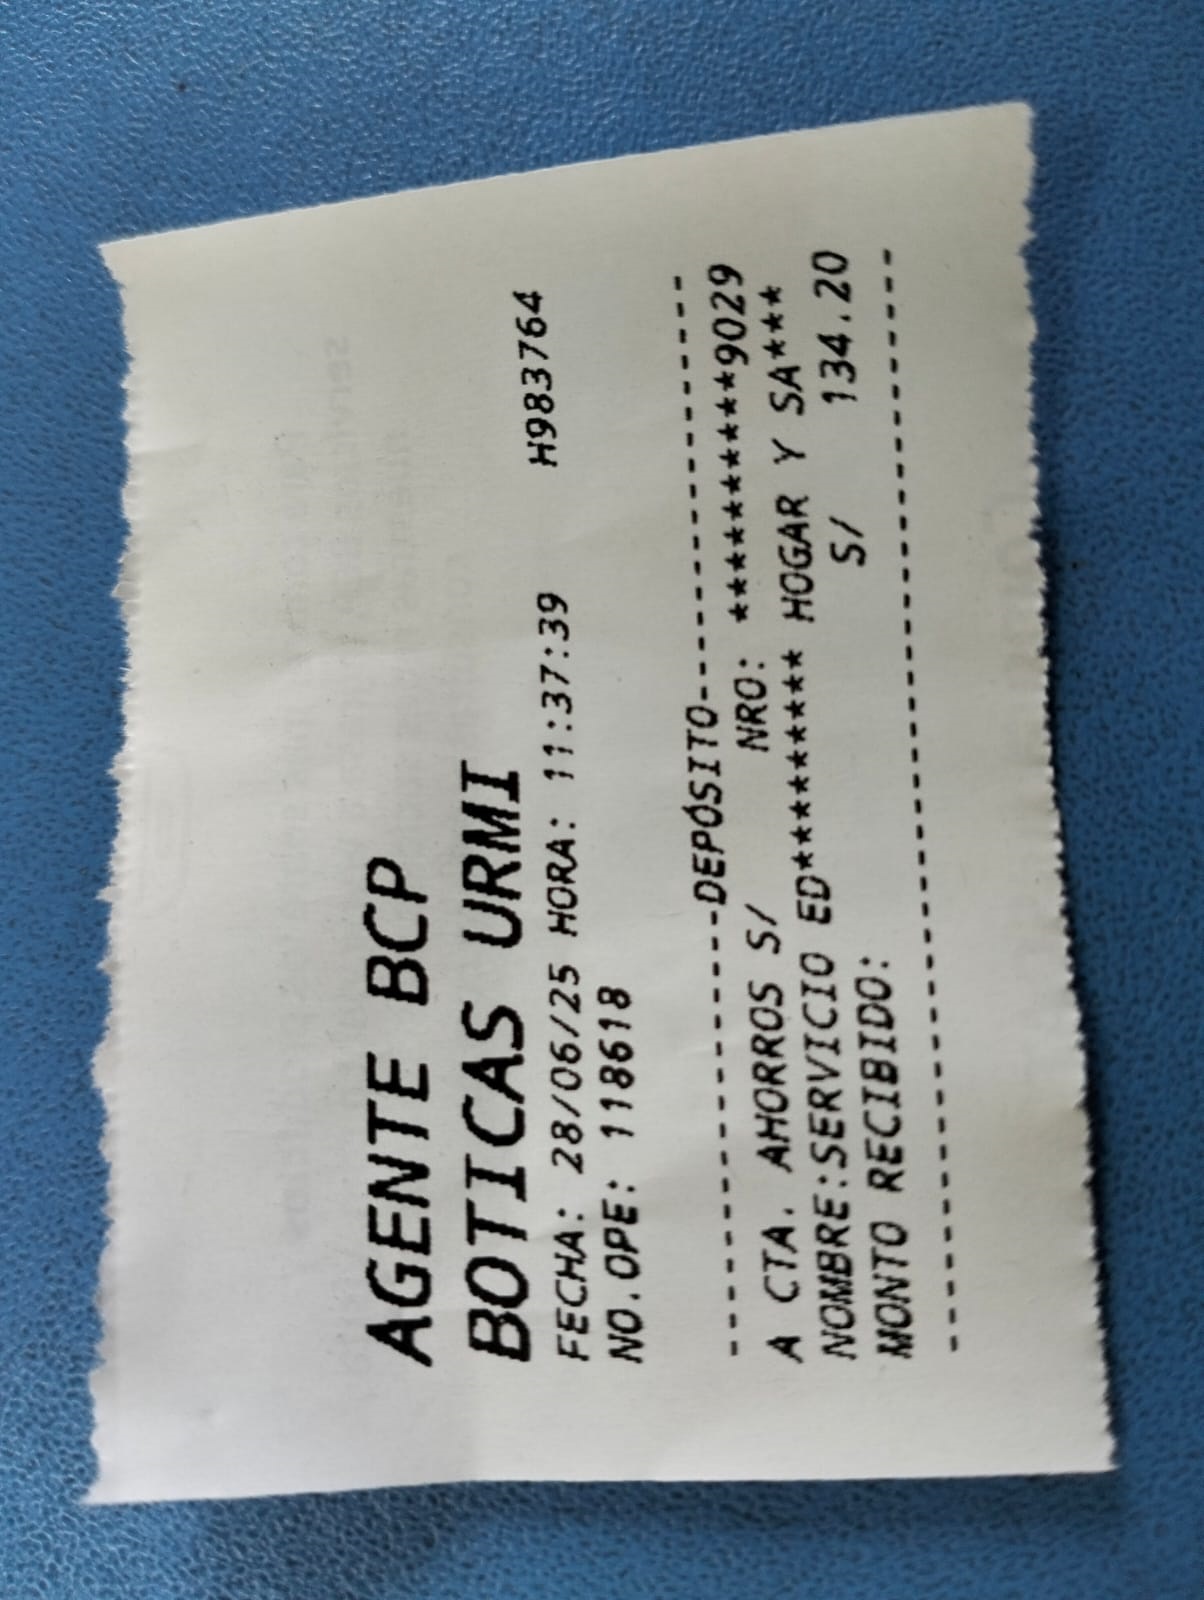 AGENTE BCP
BOTICAS URMI
FECHA: 28/06/25 HORA: 11:37:39 H983764
NO.OPE: 118618
----------------DEPÓSITO----------------
A CTA. AHORROS S/ NRO: **********9029
NOMBRE:SERVICIO ED********* HOGAR Y SA****
MONTO RECIBIDO: S/ 134.20
----------------------------------------